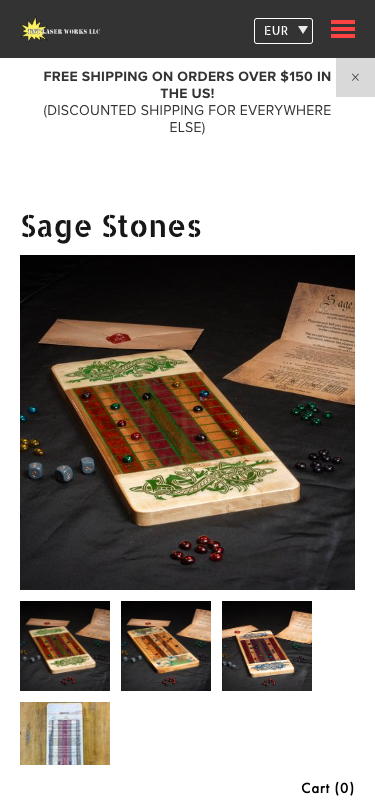 LASER WORKS LLC
EUR
FREE SHIPPING ON ORDERS OVER $150 IN
THE US!
(DISCOUNTED SHIPPING FOR EVERYWHERE
ELSE)
×
Sage Stones
Sage
Cart (0)